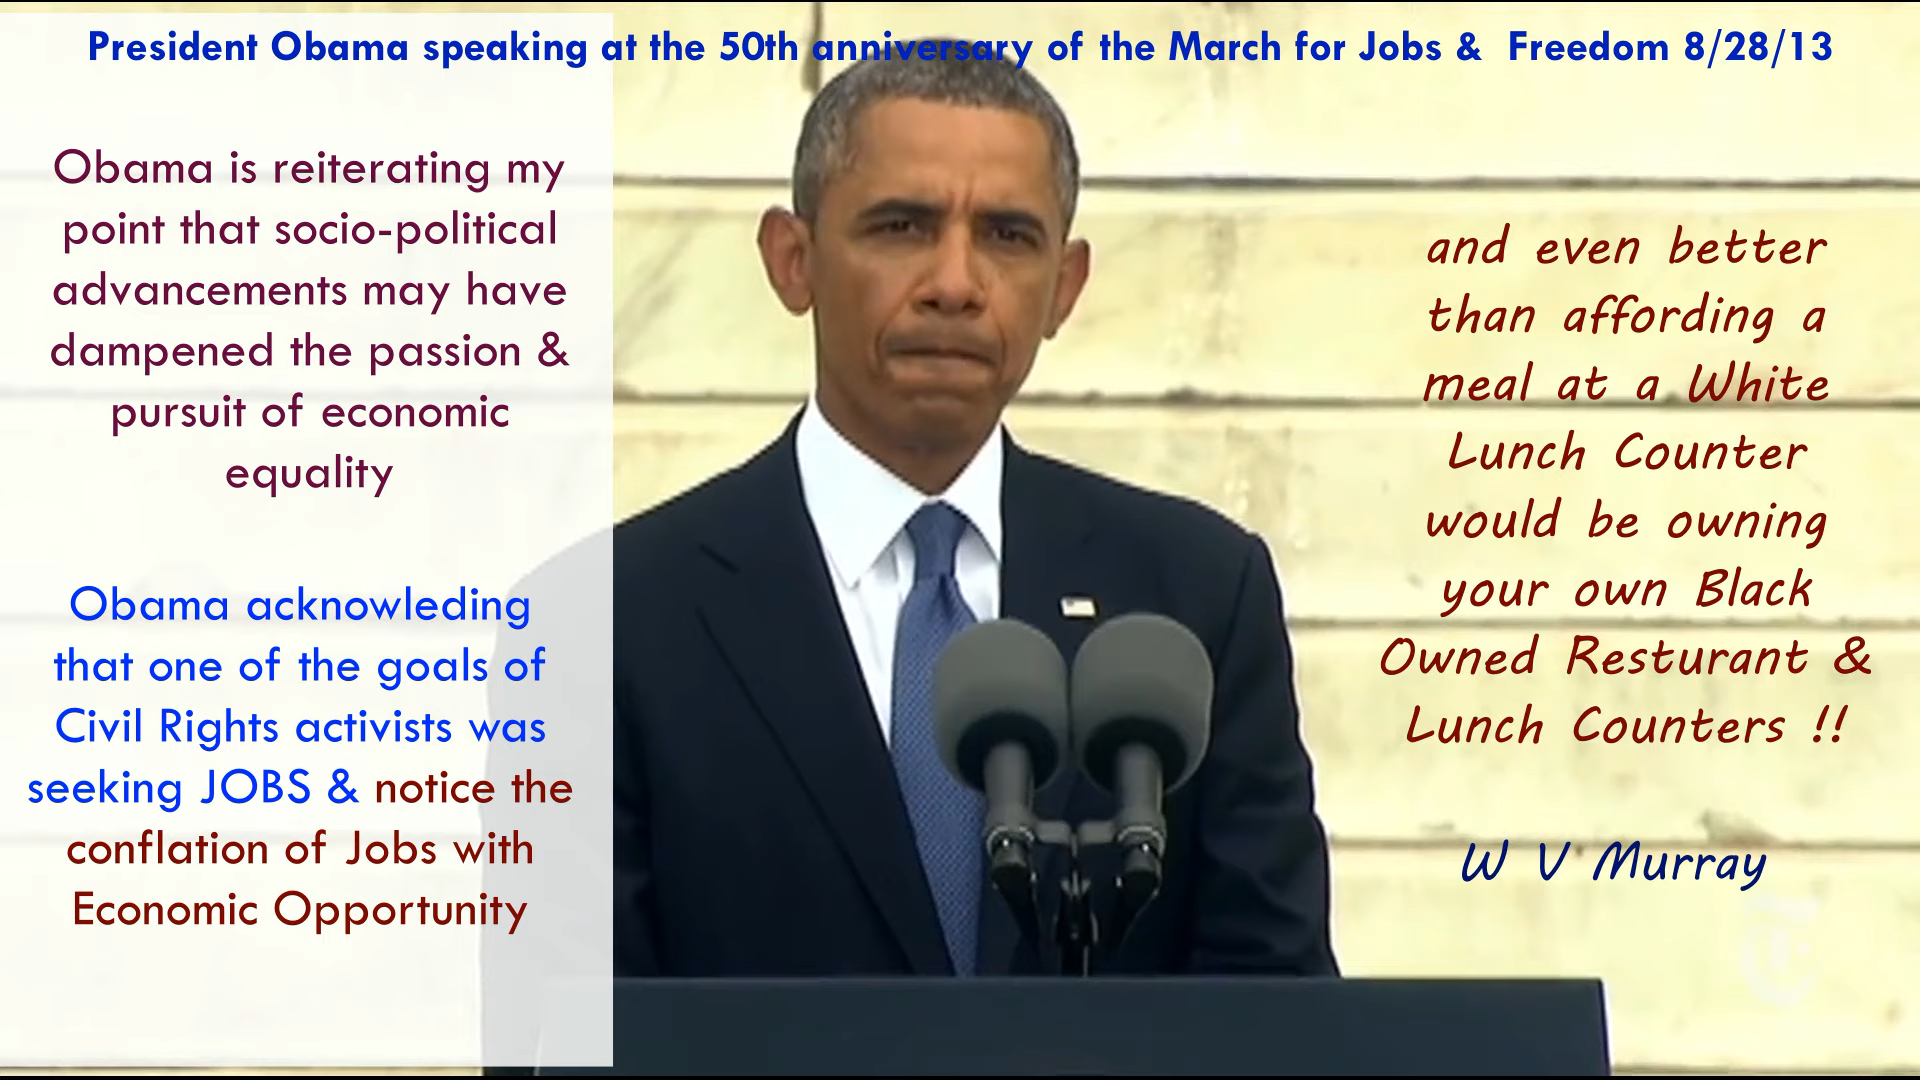 President Obama speaking at the 50th anniversary of the March for Jobs &  Freedom 8/28/13
Obama is reiterating my
point that socio-political
advancements may have
dampened the passion &
pursuit of economic
equality
Obama acknowleding
that one of the goals of
Civil Rights activists was
seeking JOBS & notice the
conflation of Jobs with
Economic Opportunity
and even better
than affording a
meal at a White
Lunch Counter
would be owning
your own Black
Owned Resturant &
Lunch Counters !!
W V Murray
T